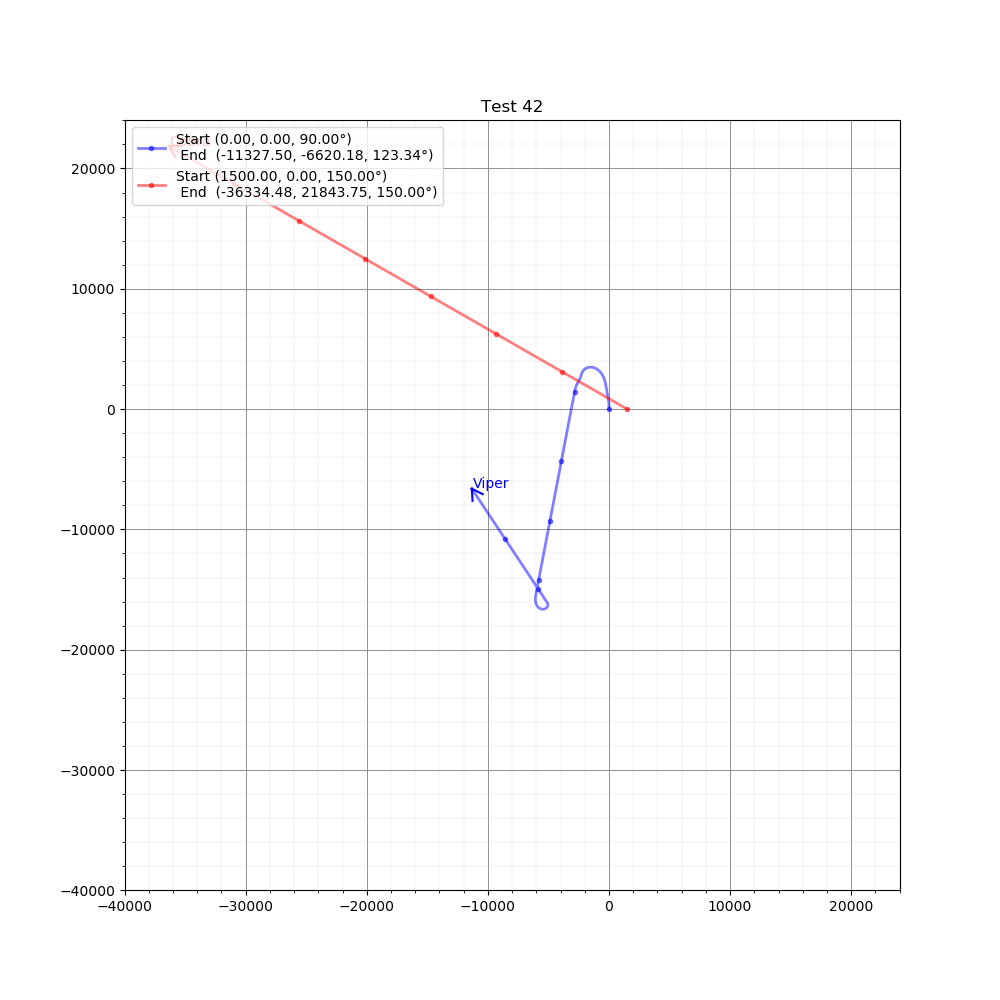 Test 42
Start (0.00, 0.00, 90.00°)
End (-11327.50, -6620.18, 123.34°)
Start (1500.00, 0.00, 150.00°)
End (-36334.48, 21843.75, 150.00°)
20000
10000
0
−10000
−20000
−30000
−40000
Viper
−40000 −30000 −20000 −10000 0 10000 20000